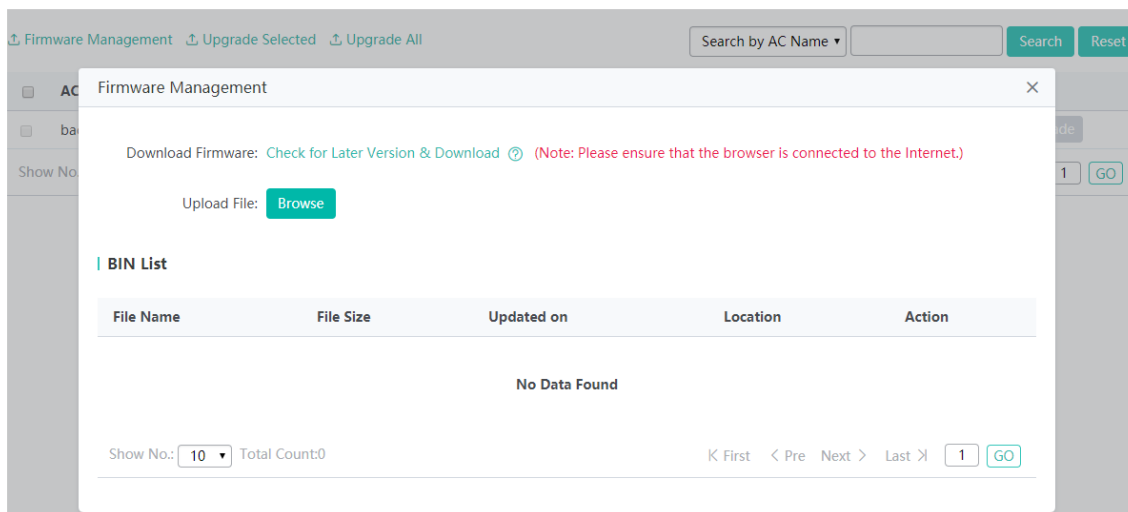 Firmware Management Upgrade Selected Upgrade All Search by AC Name Search Reset
AC
Firmware Management
Download Firmware: Check for Later Version & Download (Note: Please ensure that the browser is connected to the Internet.)
Show No. 1 GO
Upload File: Browse
BIN List
File Name File Size Updated on Location Action
No Data Found
Show No.: 10 Total Count:0 First Pre Next Last 1 GO